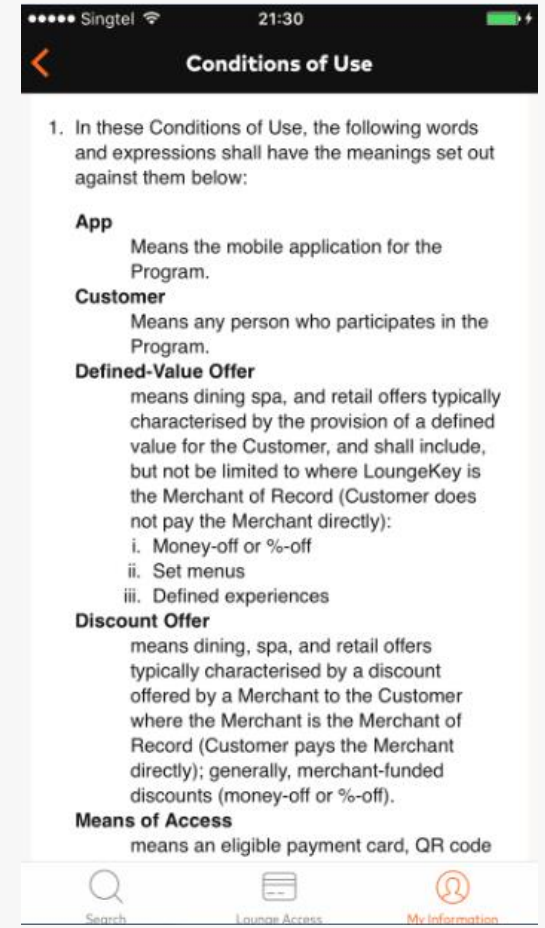 Singtel 21:30
Conditions of Use
1. In these Conditions of Use, the following words
and expressions shall have the meanings set out
against them below:
App
Means the mobile application for the
Program.
Customer
Means any person who participates in the
Program.
Defined-Value Offer
means dining spa, and retail offers typically
characterised by the provision of a defined
value for the Customer, and shall include,
but not be limited to where LoungeKey is
the Merchant of Record (Customer does
not pay the Merchant directly):
i. Money-off or %-off
ii. Set menus
iii. Defined experiences
Discount Offer
means dining, spa, and retail offers
typically characterised by a discount
offered by a Merchant to the Customer
where the Merchant is the Merchant of
Record (Customer pays the Merchant
directly); generally, merchant-funded
discounts (money-off or %-off).
Means of Access
means an eligible payment card, QR code
Search Lounge Access My Information